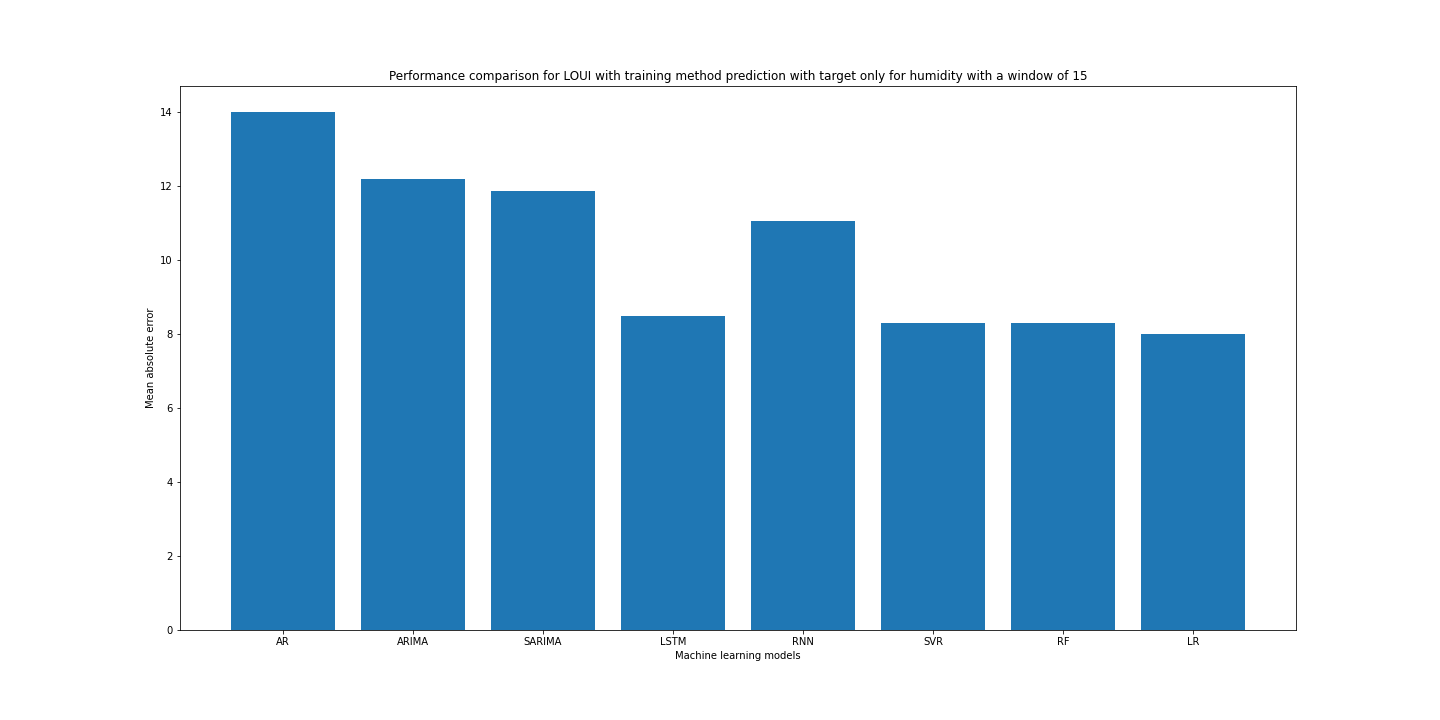 Performance comparison for LOUI with training method prediction with target only for humidity with a window of 15
14
12
10
8
6
4
2
0
Mean absolute error
AR ARIMA SARIMA LSTM RNN SVR RF LR
Machine learning models